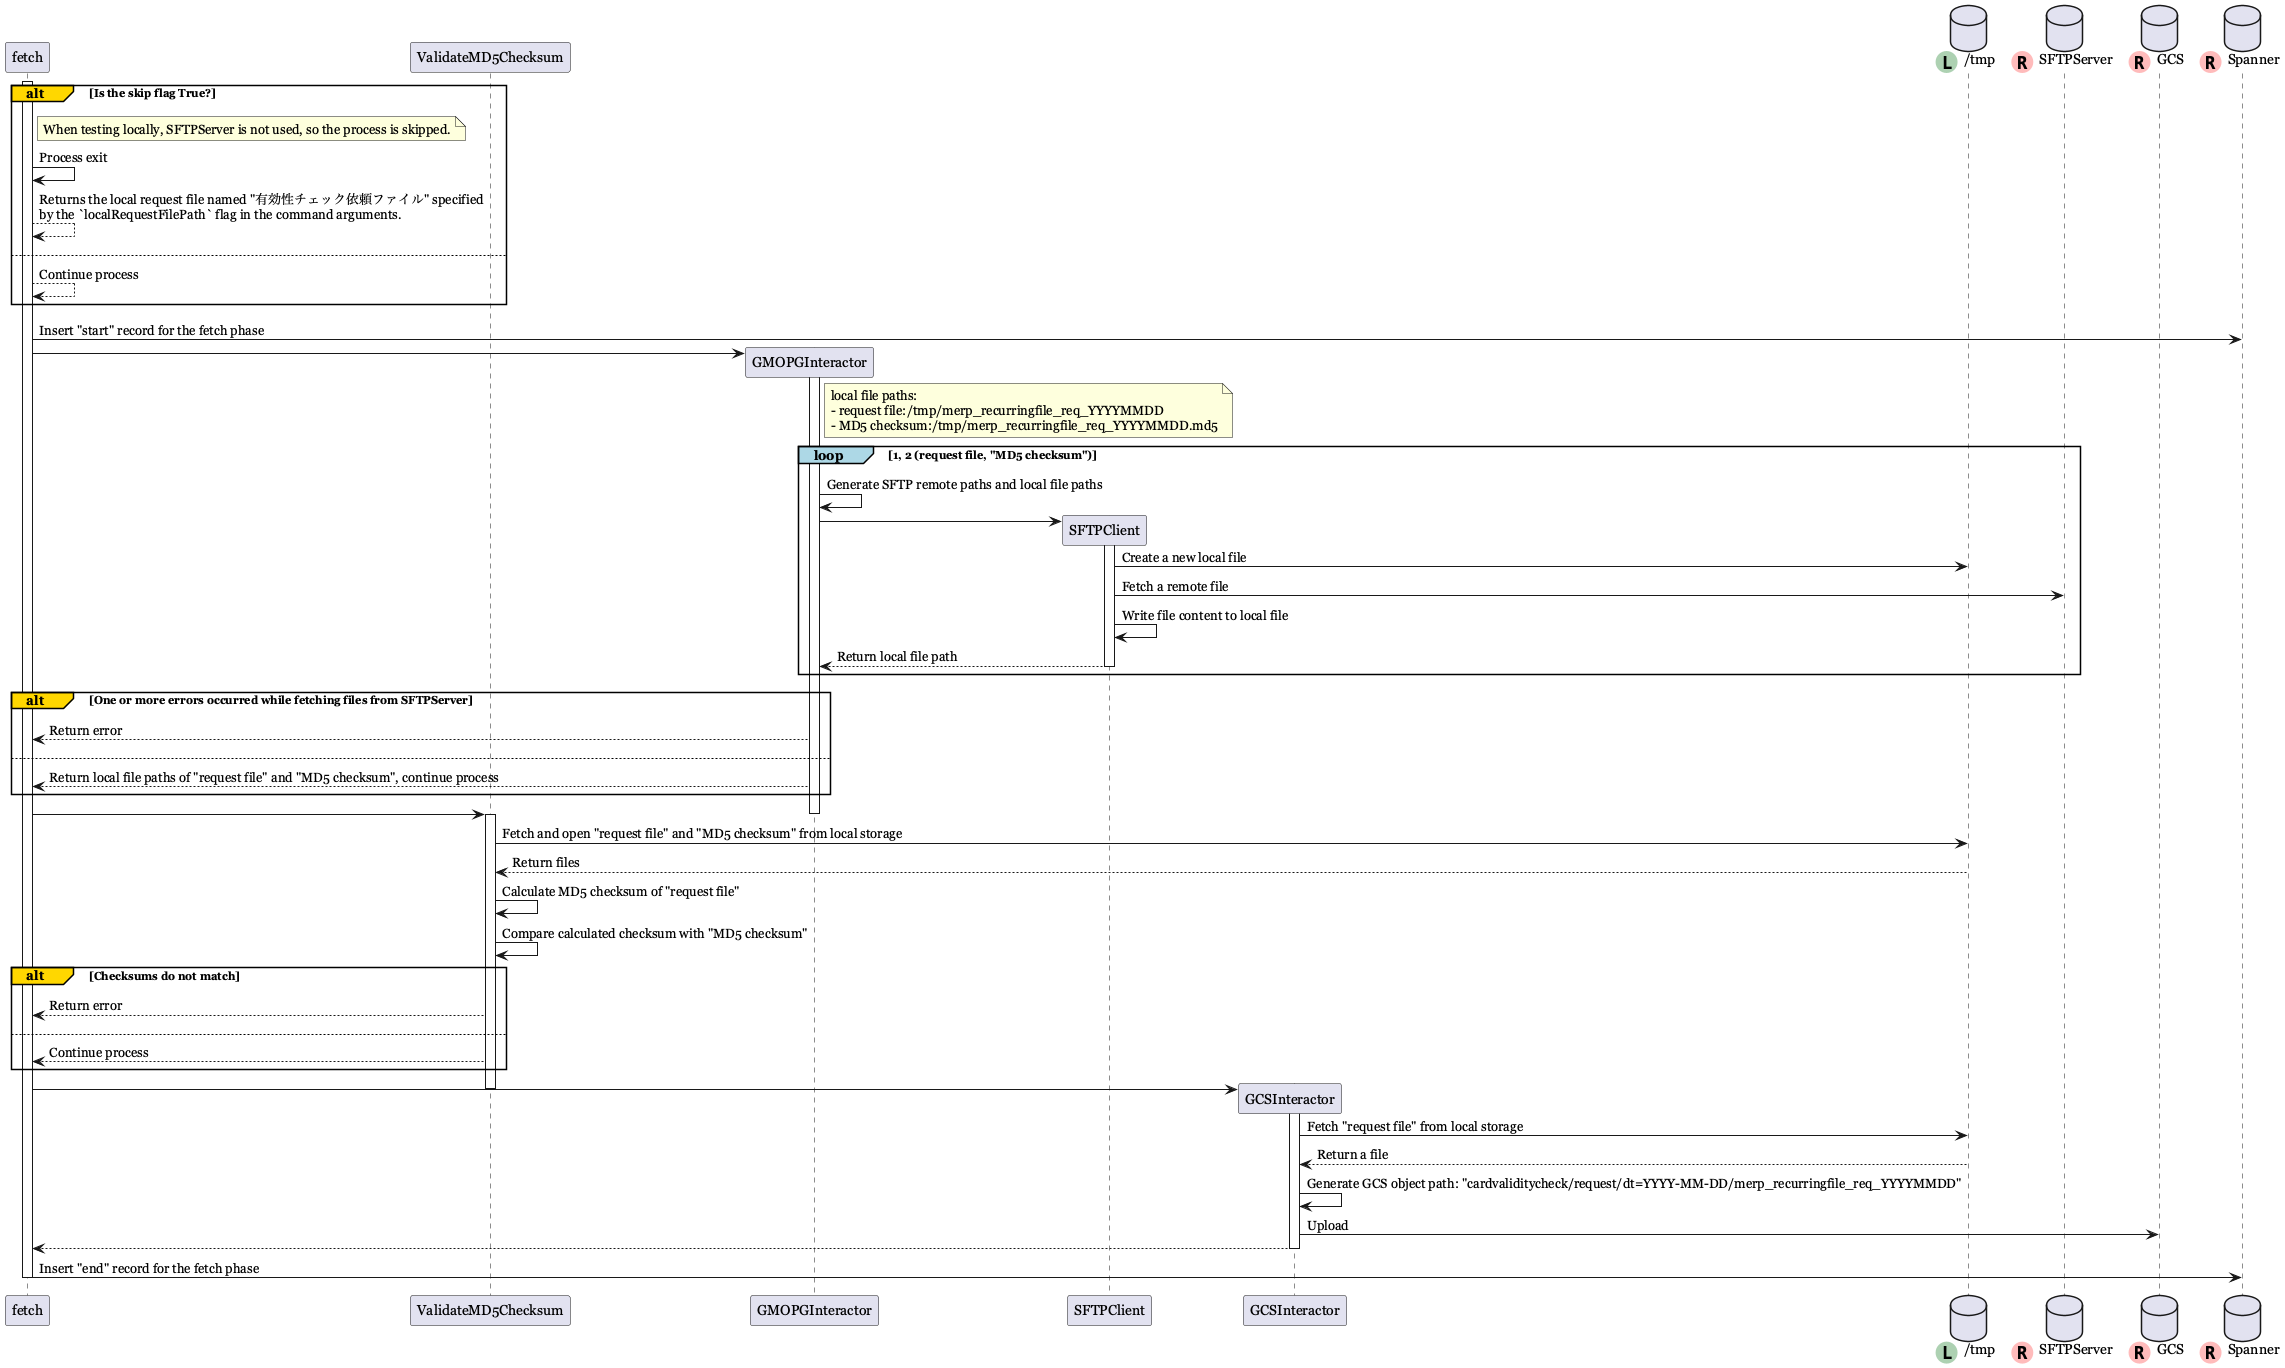 fetch
ValidateMD5Checksum
L /tmp
R SFTPServer
R GCS
R Spanner
alt [Is the skip flag True?]
When testing locally, SFTPServer is not used, so the process is skipped.
Process exit
Returns the local request file named "有効性チェック依頼ファイル" specified
by the `localRequestFilePath` flag in the command arguments.
Continue process
Insert "start" record for the fetch phase
GMOPGInteractor
local file paths:
- request file:/tmp/merp_recurringfile_req_YYYYMMDD
- MD5 checksum:/tmp/merp_recurringfile_req_YYYYMMDD.md5
loop [1, 2 (request file, "MD5 checksum")]
Generate SFTP remote paths and local file paths
SFTPClient
Create a new local file
Fetch a remote file
Write file content to local file
Return local file path
alt [One or more errors occurred while fetching files from SFTPServer]
Return error
Return local file paths of "request file" and "MD5 checksum", continue process
Fetch and open "request file" and "MD5 checksum" from local storage
Return files
Calculate MD5 checksum of "request file"
Compare calculated checksum with "MD5 checksum"
alt [Checksums do not match]
Return error
Continue process
GCSInteractor
Fetch "request file" from local storage
Return a file
Generate GCS object path: "cardvaliditycheck/request/dt=YYYY-MM-DD/merp_recurringfile_req_YYYYMMDD"
Upload
Insert "end" record for the fetch phase
fetch
ValidateMD5Checksum
GMOPGInteractor
SFTPClient
GCSInteractor
L /tmp
R SFTPServer
R GCS
R Spanner